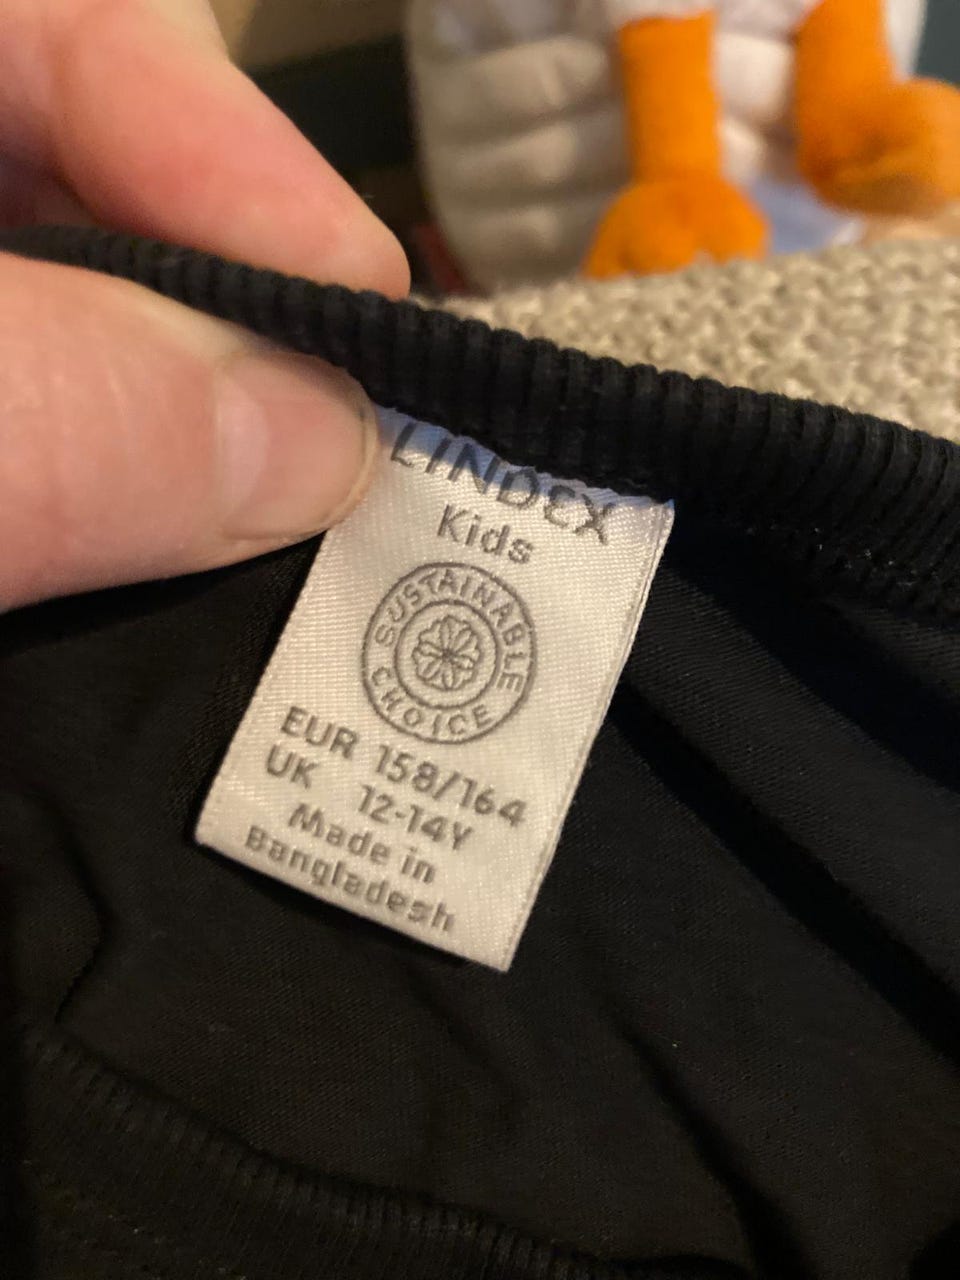 LINDEX
Kids
SUSTAINABLE
CHOICE
EUR 158/164
UK 12-14Y
Made in
Bangladesh